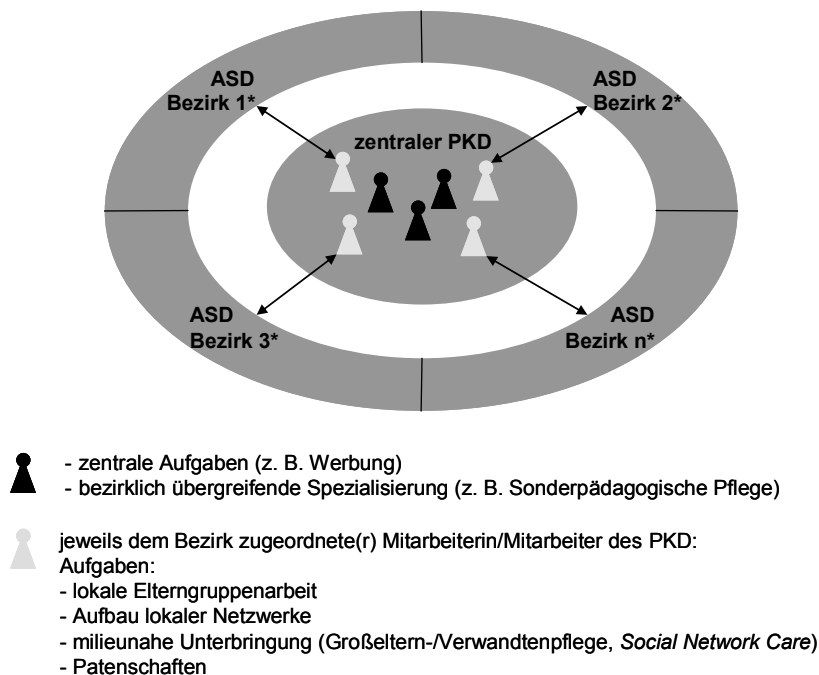 ASD
Bezirk 1*
ASD
Bezirk 2*
zentraler PKD
ASD
Bezirk 3*
ASD
Bezirk n*
- zentrale Aufgaben (z. B. Werbung)
- bezirklich übergreifende Spezialisierung (z. B. Sonderpädagogische Pflege)
jeweils dem Bezirk zugeordnete(r) Mitarbeiterin/Mitarbeiter des PKD:
Aufgaben:
- lokale Elterngruppenarbeit
- Aufbau lokaler Netzwerke
- milieunahe Unterbringung (Großeltern-/Verwandtenpflege, Social Network Care)
- Patenschaften